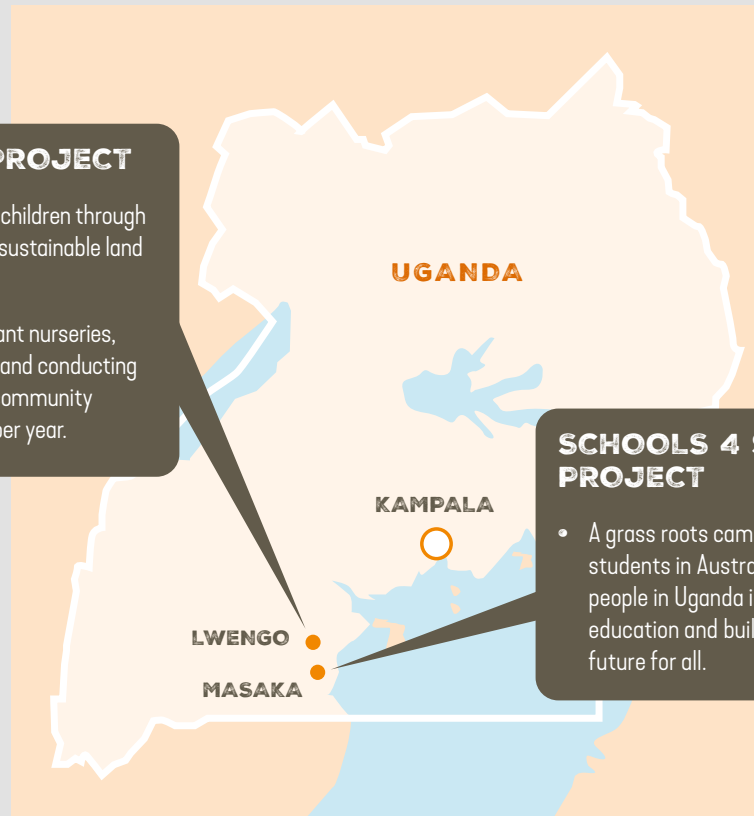 PROJECT
children through
sustainable land
ant nurseries,
and conducting
community
per year.
UGANDA
KAMPALA
SCHOOLS 4 S
PROJECT
• A grass roots cam
students in Austra
people in Uganda i
education and buil
future for all.
LWENGO
MASAKA